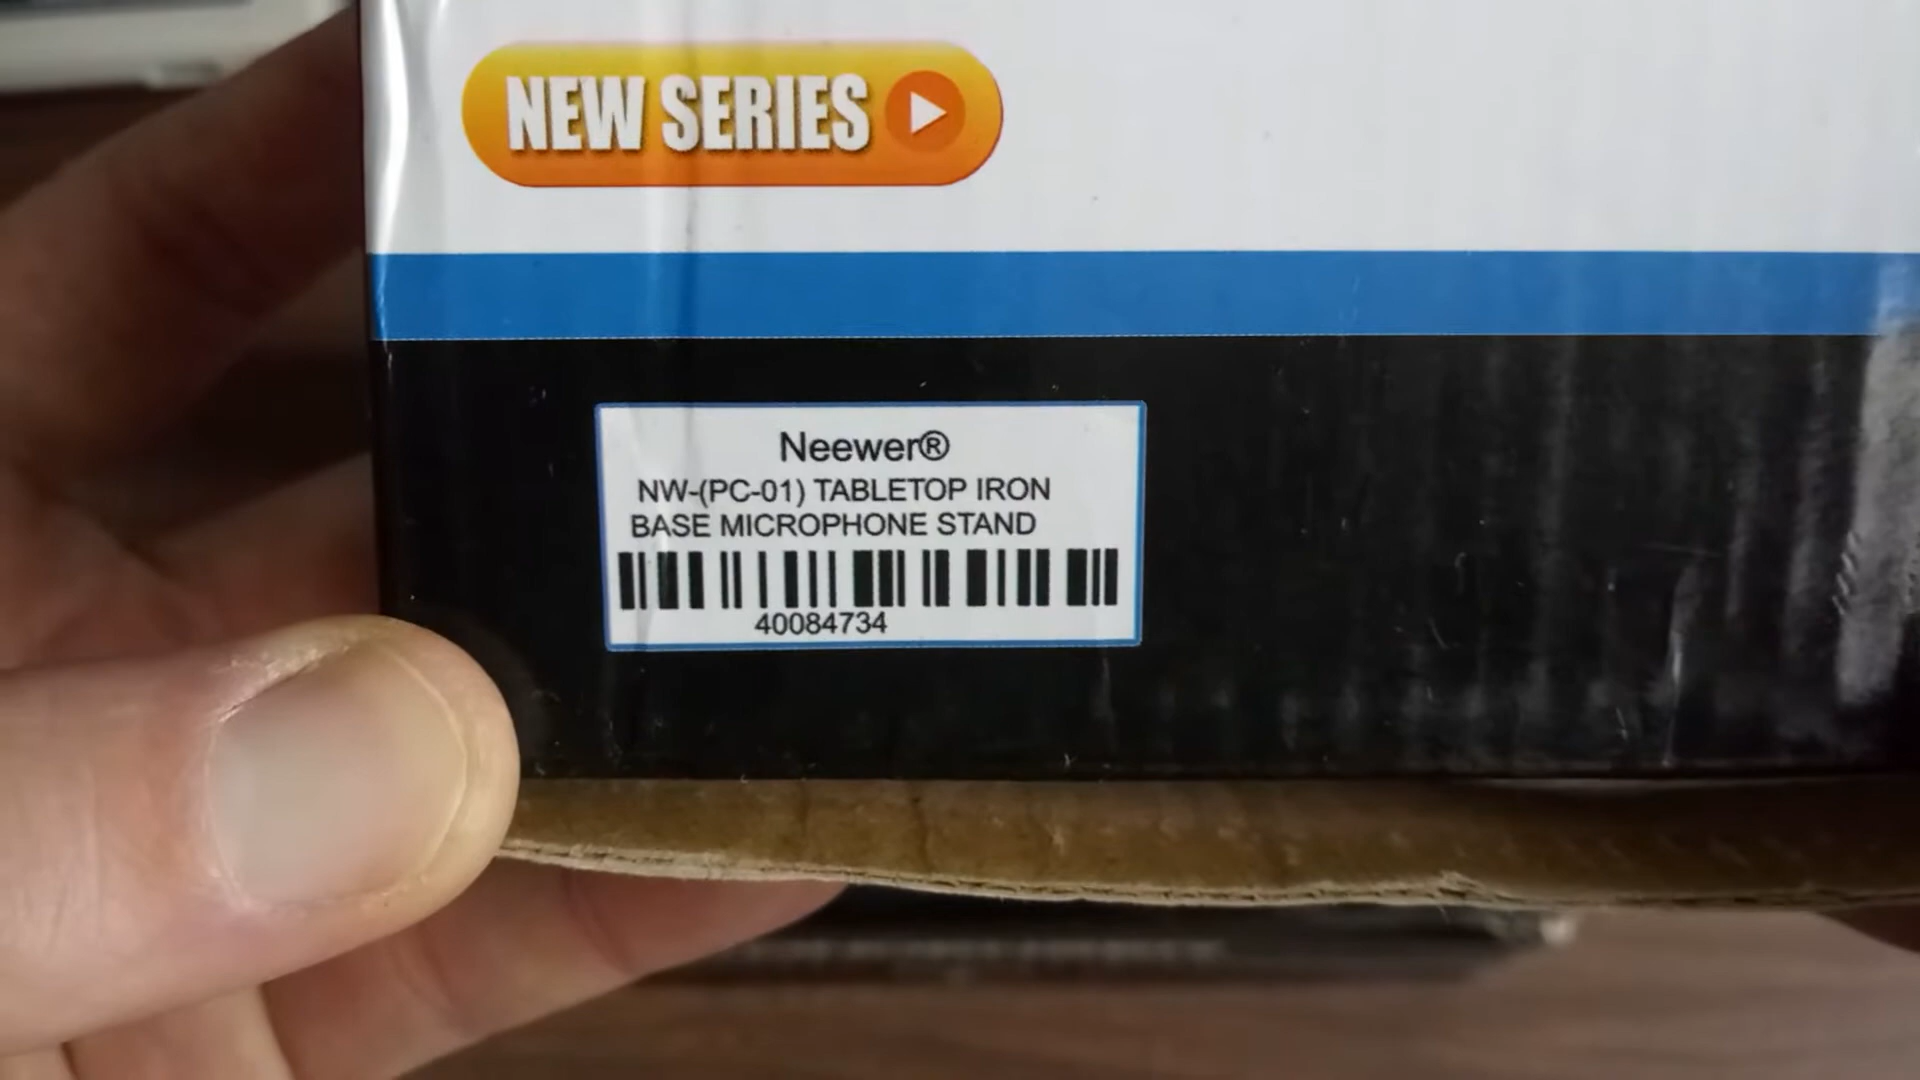 NEW SERIES
Neewer®
NW-(PC-01) TABLETOP IRON
BASE MICROPHONE STAND
40084734